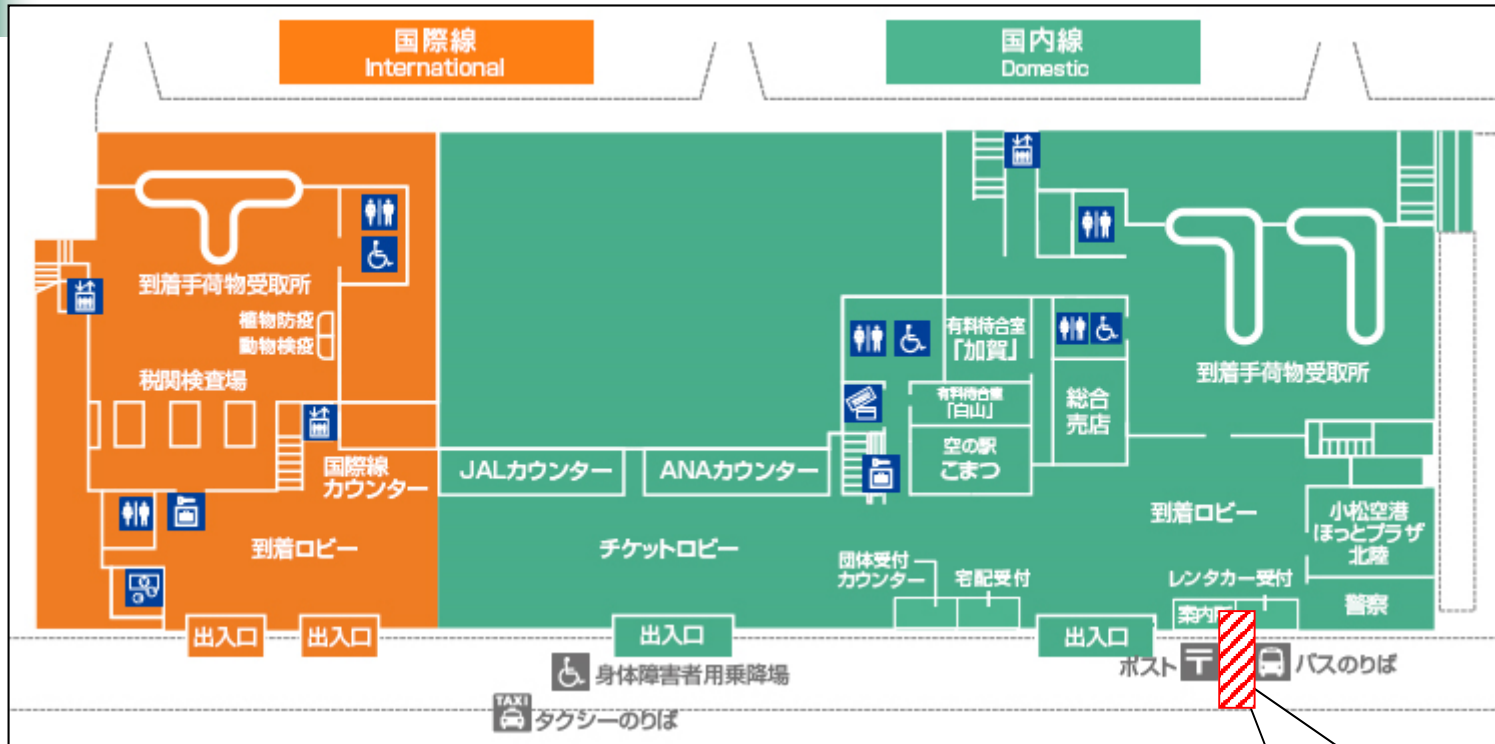 国際線
International
国内線
Domestic
到着手荷物受取所
植物防疫
動物検疫
税関検査場
国際線
カウンター
到着ロビー
出入口
出入口
JALカウンター
ANAカウンター
チケットロビー
出入口
有料待合室
「加賀」
有料待合室
「白山」
空の駅
こまつ
総合
売店
到着手荷物受取所
到着ロビー
団体受付
カウンター
宅配受付
出入口
レンタカー受付
案内
小松空港
ほっとプラザ
北陸
警察
身体障害者用乗降場
TAXI
タクシーのりば
ポスト
〒
バスのりば